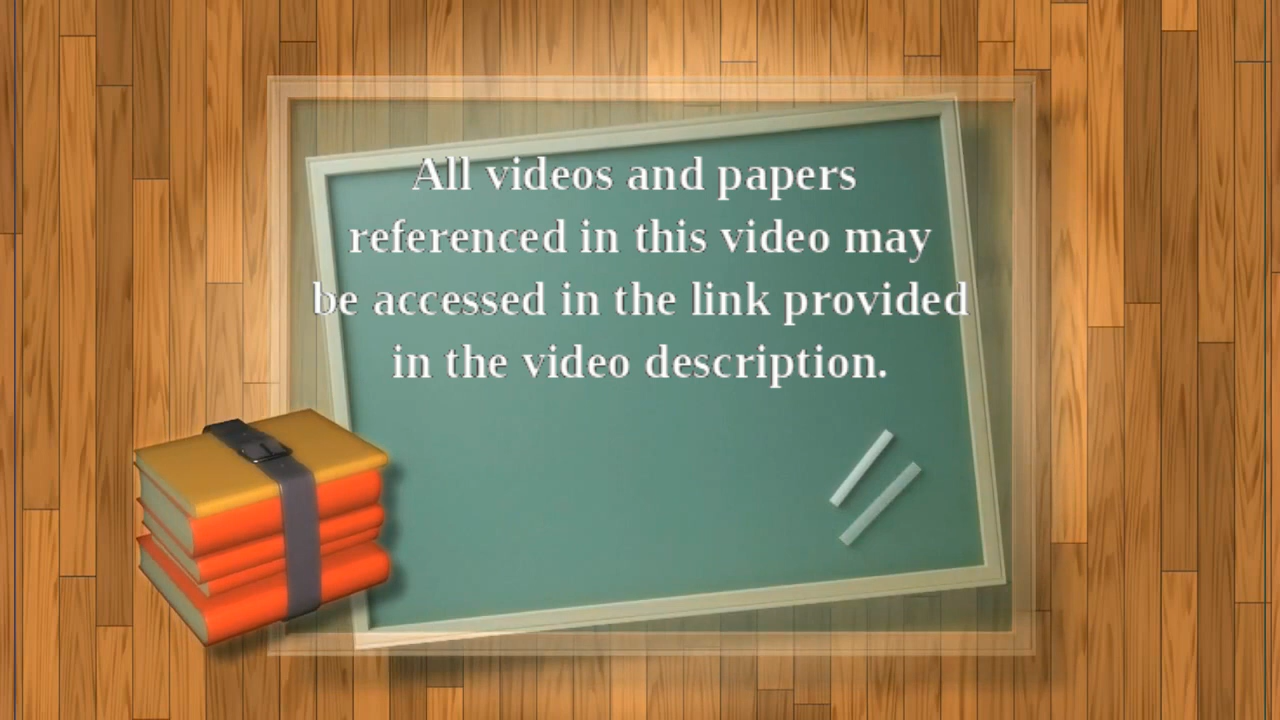 All videos and papers
referenced in this video may
be accessed in the link provided
in the video description.